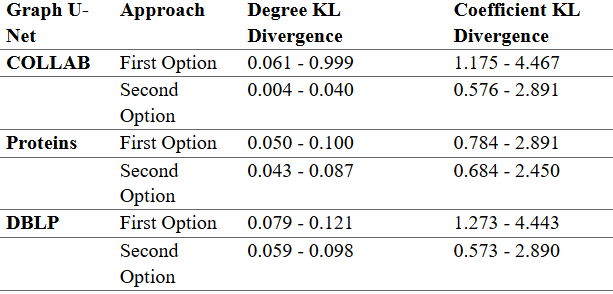 Graph U- Approach Degree KL Coefficient KL
Net Divergence Divergence
COLLAB First Option 0.061 - 0.999 1.175 - 4.467
Second 0.004 - 0.040 0.576 - 2.891
Option
Proteins First Option 0.050 - 0.100 0.784 - 2.891
Second 0.043 - 0.087 0.684 - 2.450
Option
DBLP First Option 0.079 - 0.121 1.273 - 4.443
Second 0.059 - 0.098 0.573 - 2.890
Option